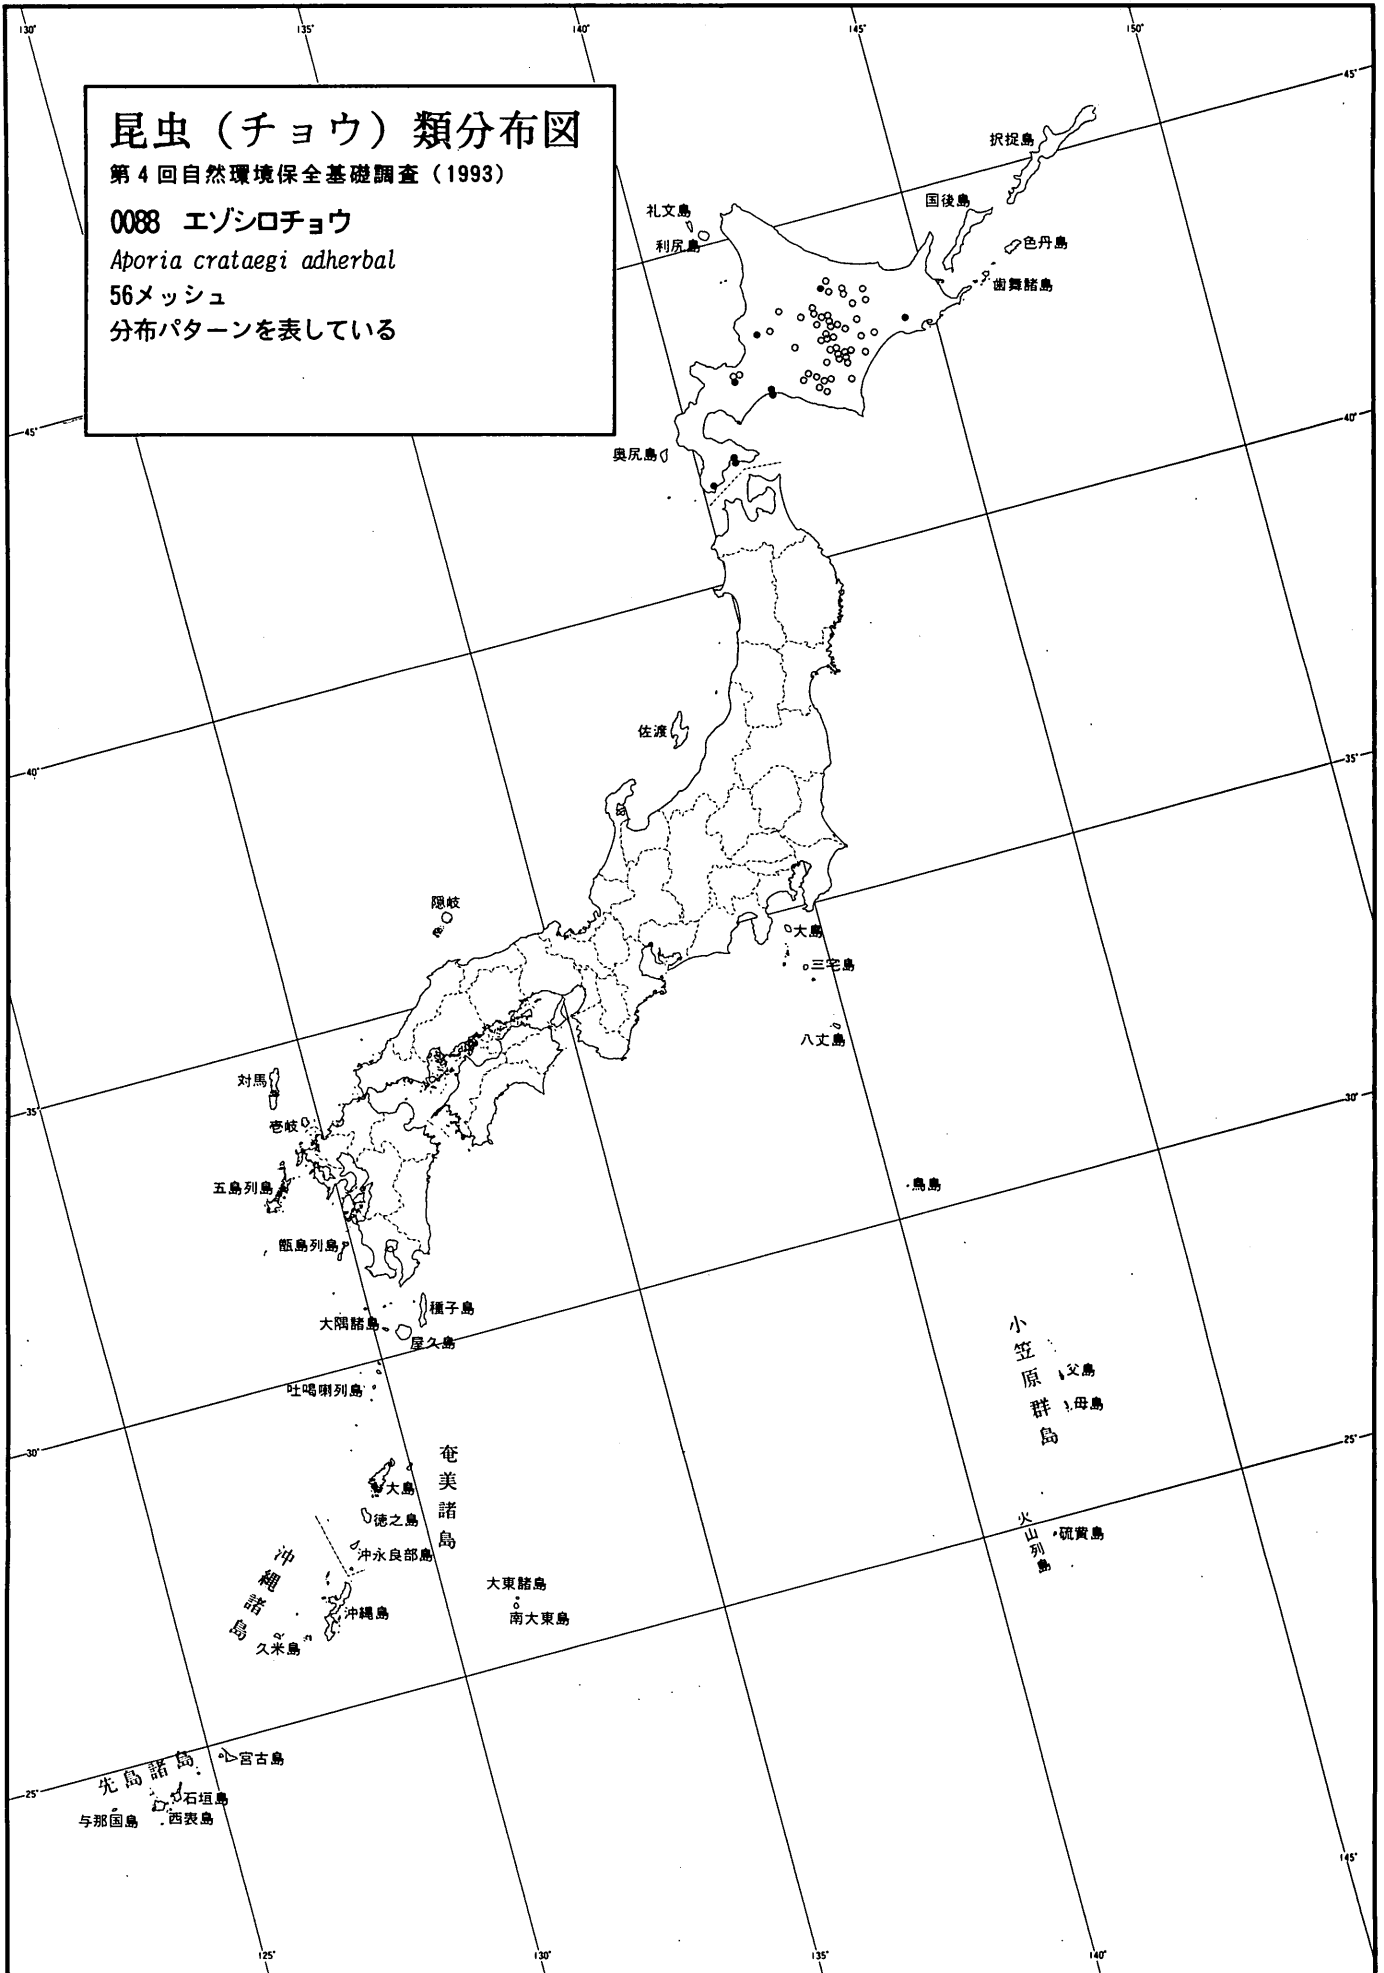 130°
135°
140°
145°
150°
昆虫（チョウ）類分布図
第4回自然環境保全基礎調査（1993）
0088 エゾシロチョウ
Aporia crataegi adherbal
56メッシュ
分布パターンを表している
45°
択捉島
国後島
色丹島
歯舞諸島
礼文島
利尻島
奥尻島
45°
40°
佐渡
40°
35°
隠岐
大島
三宅島
八丈島
対馬
壱岐
35°
五島列島
甑島列島
30°
鳥島
種子島
大隅諸島
屋久島
吐喝喇列島
小笠原群島
父島
母島
30°
25°
奄美諸島
大島
徳之島
沖永良部島
火山列島
硫黄島
沖縄諸島
沖縄島
久米島
大東諸島
南大東島
先島諸島
宮古島
石垣島
西表島
与那国島
25°
145°
125°
130°
135°
140°